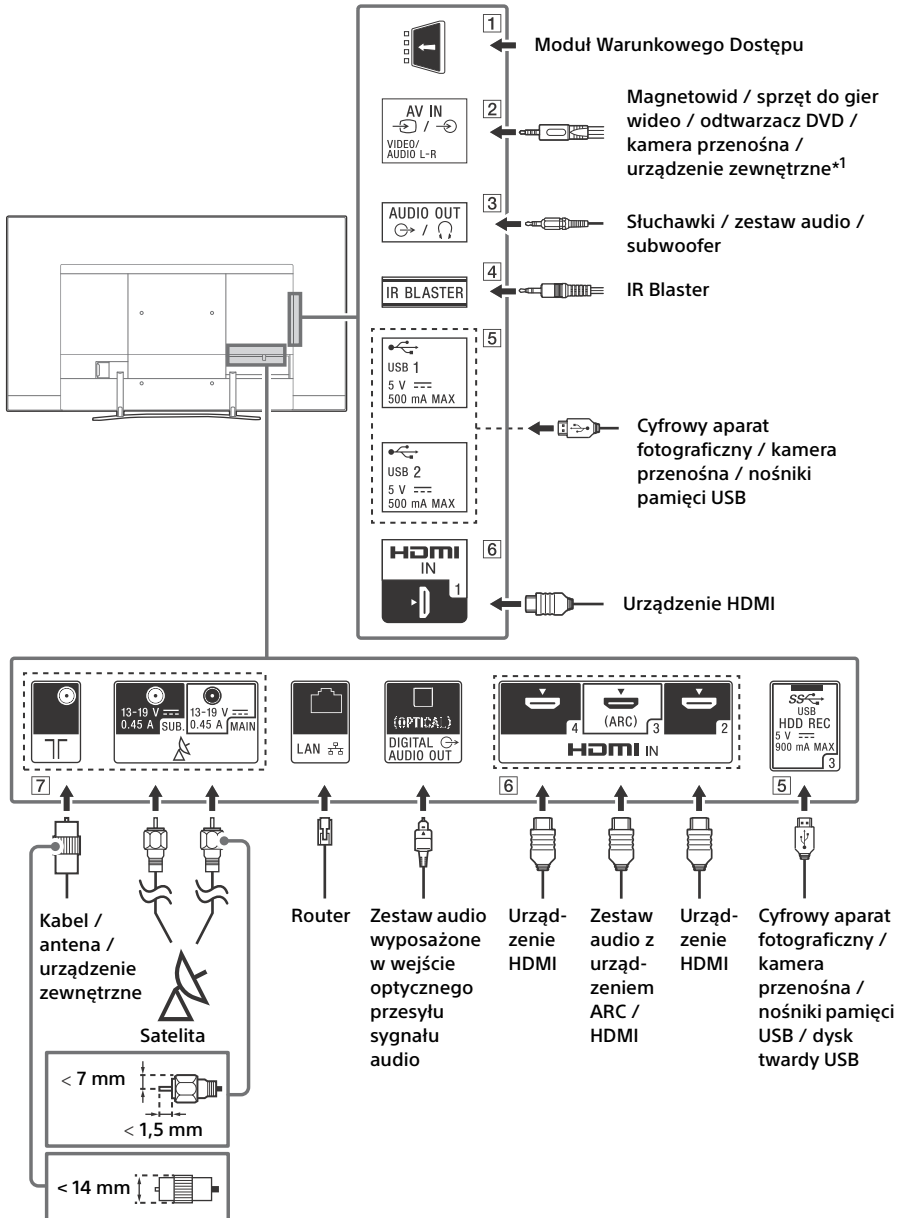 1
Moduł Warunkowego Dostępu
AV IN
/
VIDEO/
AUDIO L-R
2
Magnetowid / sprzęt do gier
wideo / odtwarzacz DVD /
kamera przenośna /
urządzenie zewnętrzne*1
AUDIO OUT
/
3
Słuchawki / zestaw audio /
subwoofer
4
IR BLASTER
IR Blaster
5
USB 1
5 V
500 mA MAX
USB 2
5 V
500 mA MAX
Cyfrowy aparat
fotograficzny / kamera
przenośna / nośniki
pamięci USB
HDMI
IN
1
6
Urządzenie HDMI
7
13-19 V
0.45 A
SUB.
13-19 V
0.45 A
MAIN
LAN
(OPTICAL)
DIGITAL
AUDIO OUT
6
4
(ARC)
3
2
HDMI IN
SS
USB
HDD REC
5 V
900 mA MAX
3
5
Kabel /
antena /
urządzenie
zewnętrzne
Satelita
Router
Zestaw audio
wyposażone
w wejście
optycznego
przesyłu
sygnału
audio
Urząd-
zenie
HDMI
Zestaw
audio z
urząd-
zeniem
ARC /
HDMI
Urząd-
zenie
HDMI
Cyfrowy aparat
fotograficzny /
kamera
przenośna /
nośniki pamięci
USB / dysk
twardy USB
< 7 mm
< 1,5 mm
< 14 mm